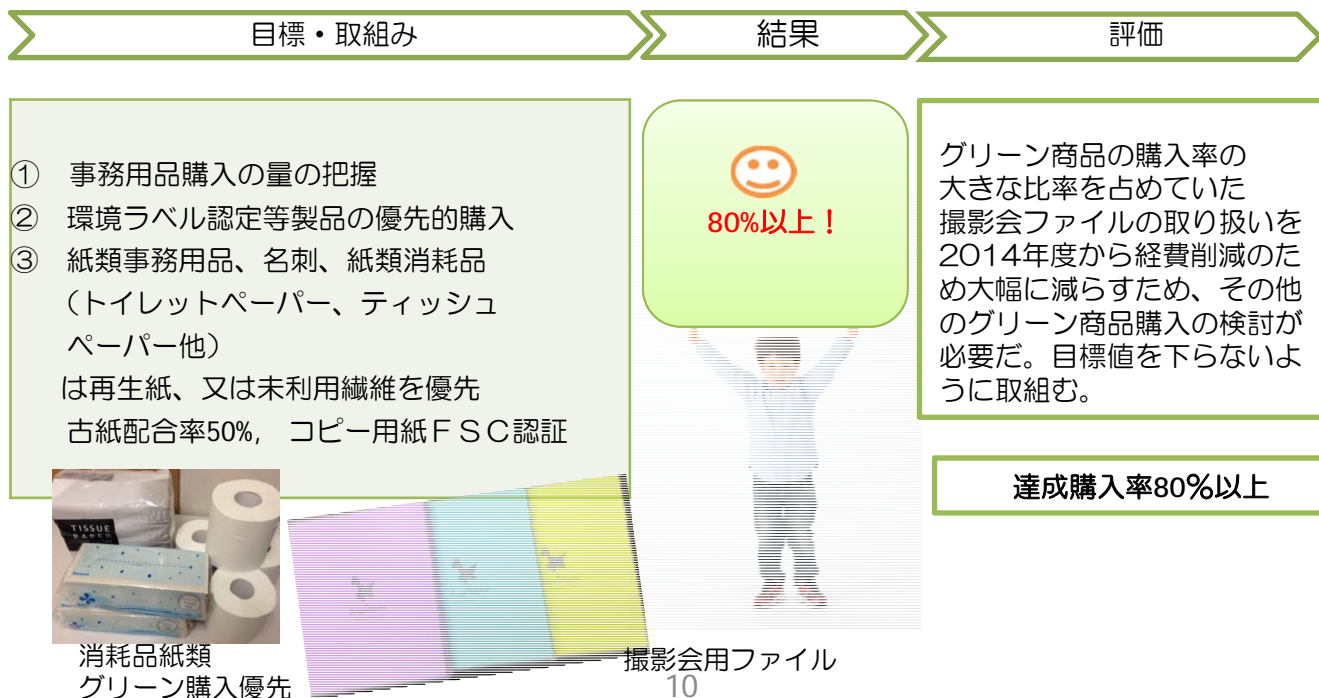 目標・取組み
結果
評価
① 事務用品購入の量の把握
② 環境ラベル認定等製品の優先的購入
③ 紙類事務用品、名刺、紙類消耗品
（トイレットペーパー、ティッシュ
ペーパー他）
は再生紙、又は未利用繊維を優先
古紙配合率50%, コピー用紙ＦＳＣ認証
80%以上！
グリーン商品の購入率の
大きな比率を占めていた
撮影会ファイルの取り扱いを
2014年度から経費削減のた
め大幅に減らすため、その他
のグリーン商品購入の検討が
必要だ。目標値を下らないよ
うに取組む。
達成購入率80％以上
TISSUE
PAPER
消耗品紙類
グリーン購入優先
撮影会用ファイル
10